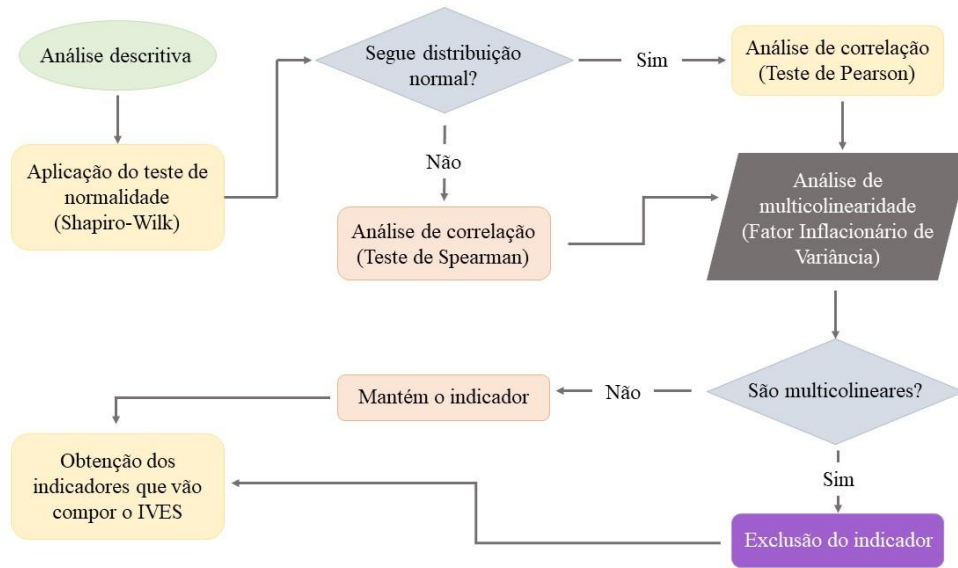 Análise descritiva
Aplicação do teste de
normalidade
(Shapiro-Wilk)
Segue distribuição
normal?
Sim
Análise de correlação
(Teste de Pearson)
Não
Análise de correlação
(Teste de Spearman)
Análise de
multicolinearidade
(Fator Inflacionário de
Variância)
São multicolineares?
Não
Mantém o indicador
Sim
Exclusão do indicador
Obtenção dos
indicadores que vão
compor o IVES